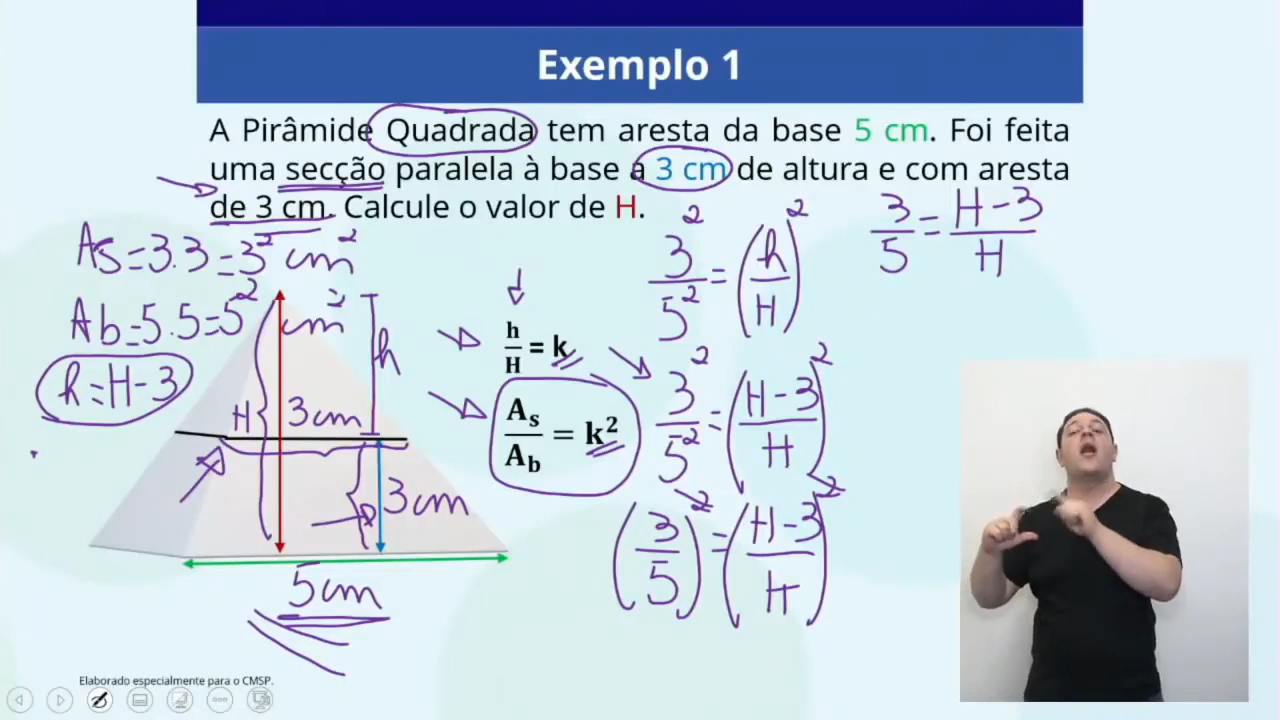 Exemplo 1
A Pirâmide Quadrada tem aresta da base 5 cm. Foi feita
uma secção paralela à base a 3 cm de altura e com aresta
de 3 cm. Calcule o valor de H.
As=3.3=3² cm²
Ab=5.5=5² cm²
h=H-3
H
3cm
h
3cm
5cm
h/H = k
A_s/A_b = k²
3²/5² = (h/H)²
3²/5² = (H-3/H)²
(3/5)² = (H-3/H)²
3/5 = H-3/H
Elaborado especialmente para o CMSP.